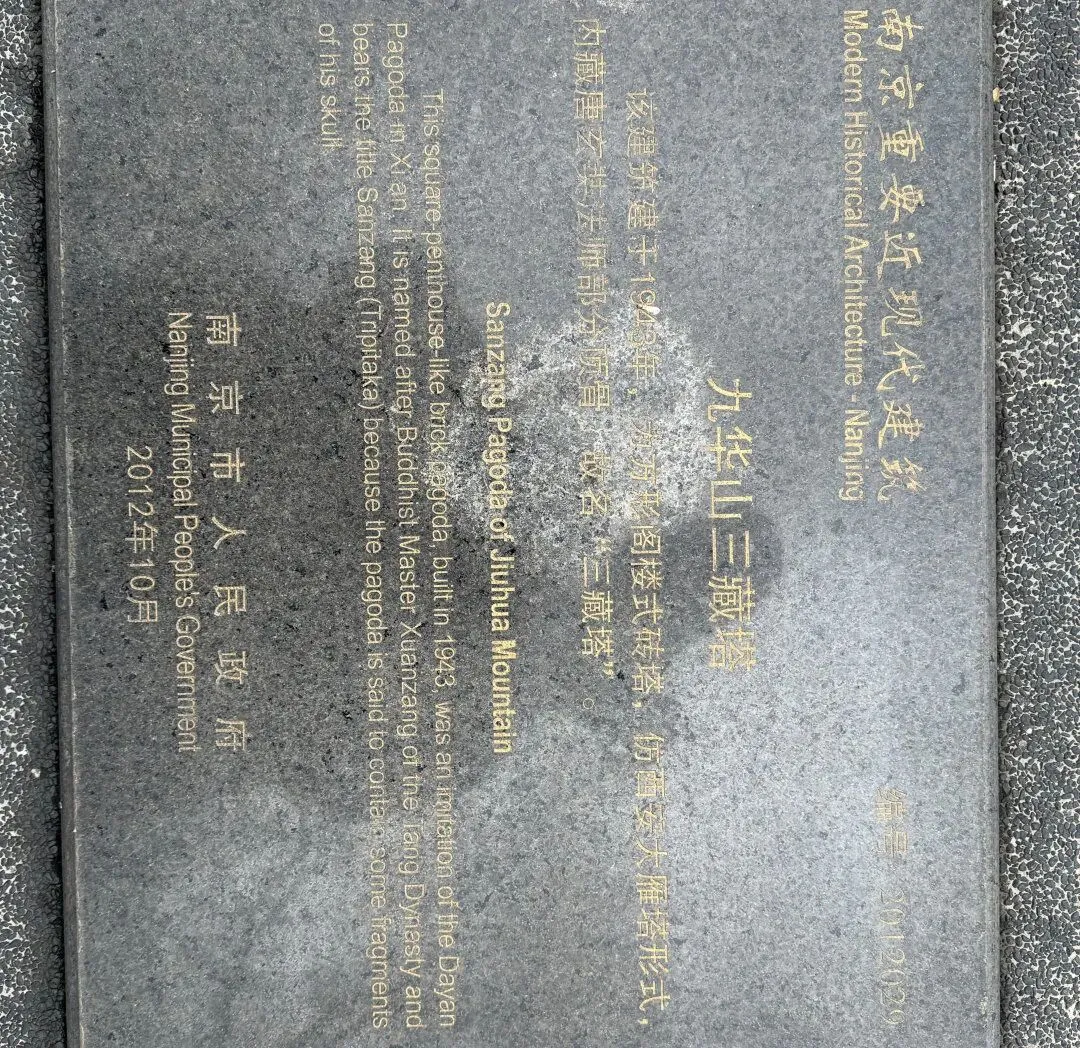 南京重要近现代建筑
Modern Historical Architecture - Nanjing
编号 2012029
九华山三藏塔
该建筑建于1943年，为方形阁楼式砖塔，仿西安大雁塔形式，
内藏唐玄奘法师部分顶骨，故名“三藏塔”。
Sanzang Pagoda of Jiuhua Mountain
This square-penthouse-like brick pagoda, built in 1943, was an imitation of the Dayan
Pagoda in Xi'an. It is named after Buddhist Master Xuanzang of the Tang Dynasty and
bears the title Sanzang (Tripitaka) because the pagoda is said to contain some fragments
of his skull.
南京市人民政府
Nanjing Municipal People's Government
2012年10月